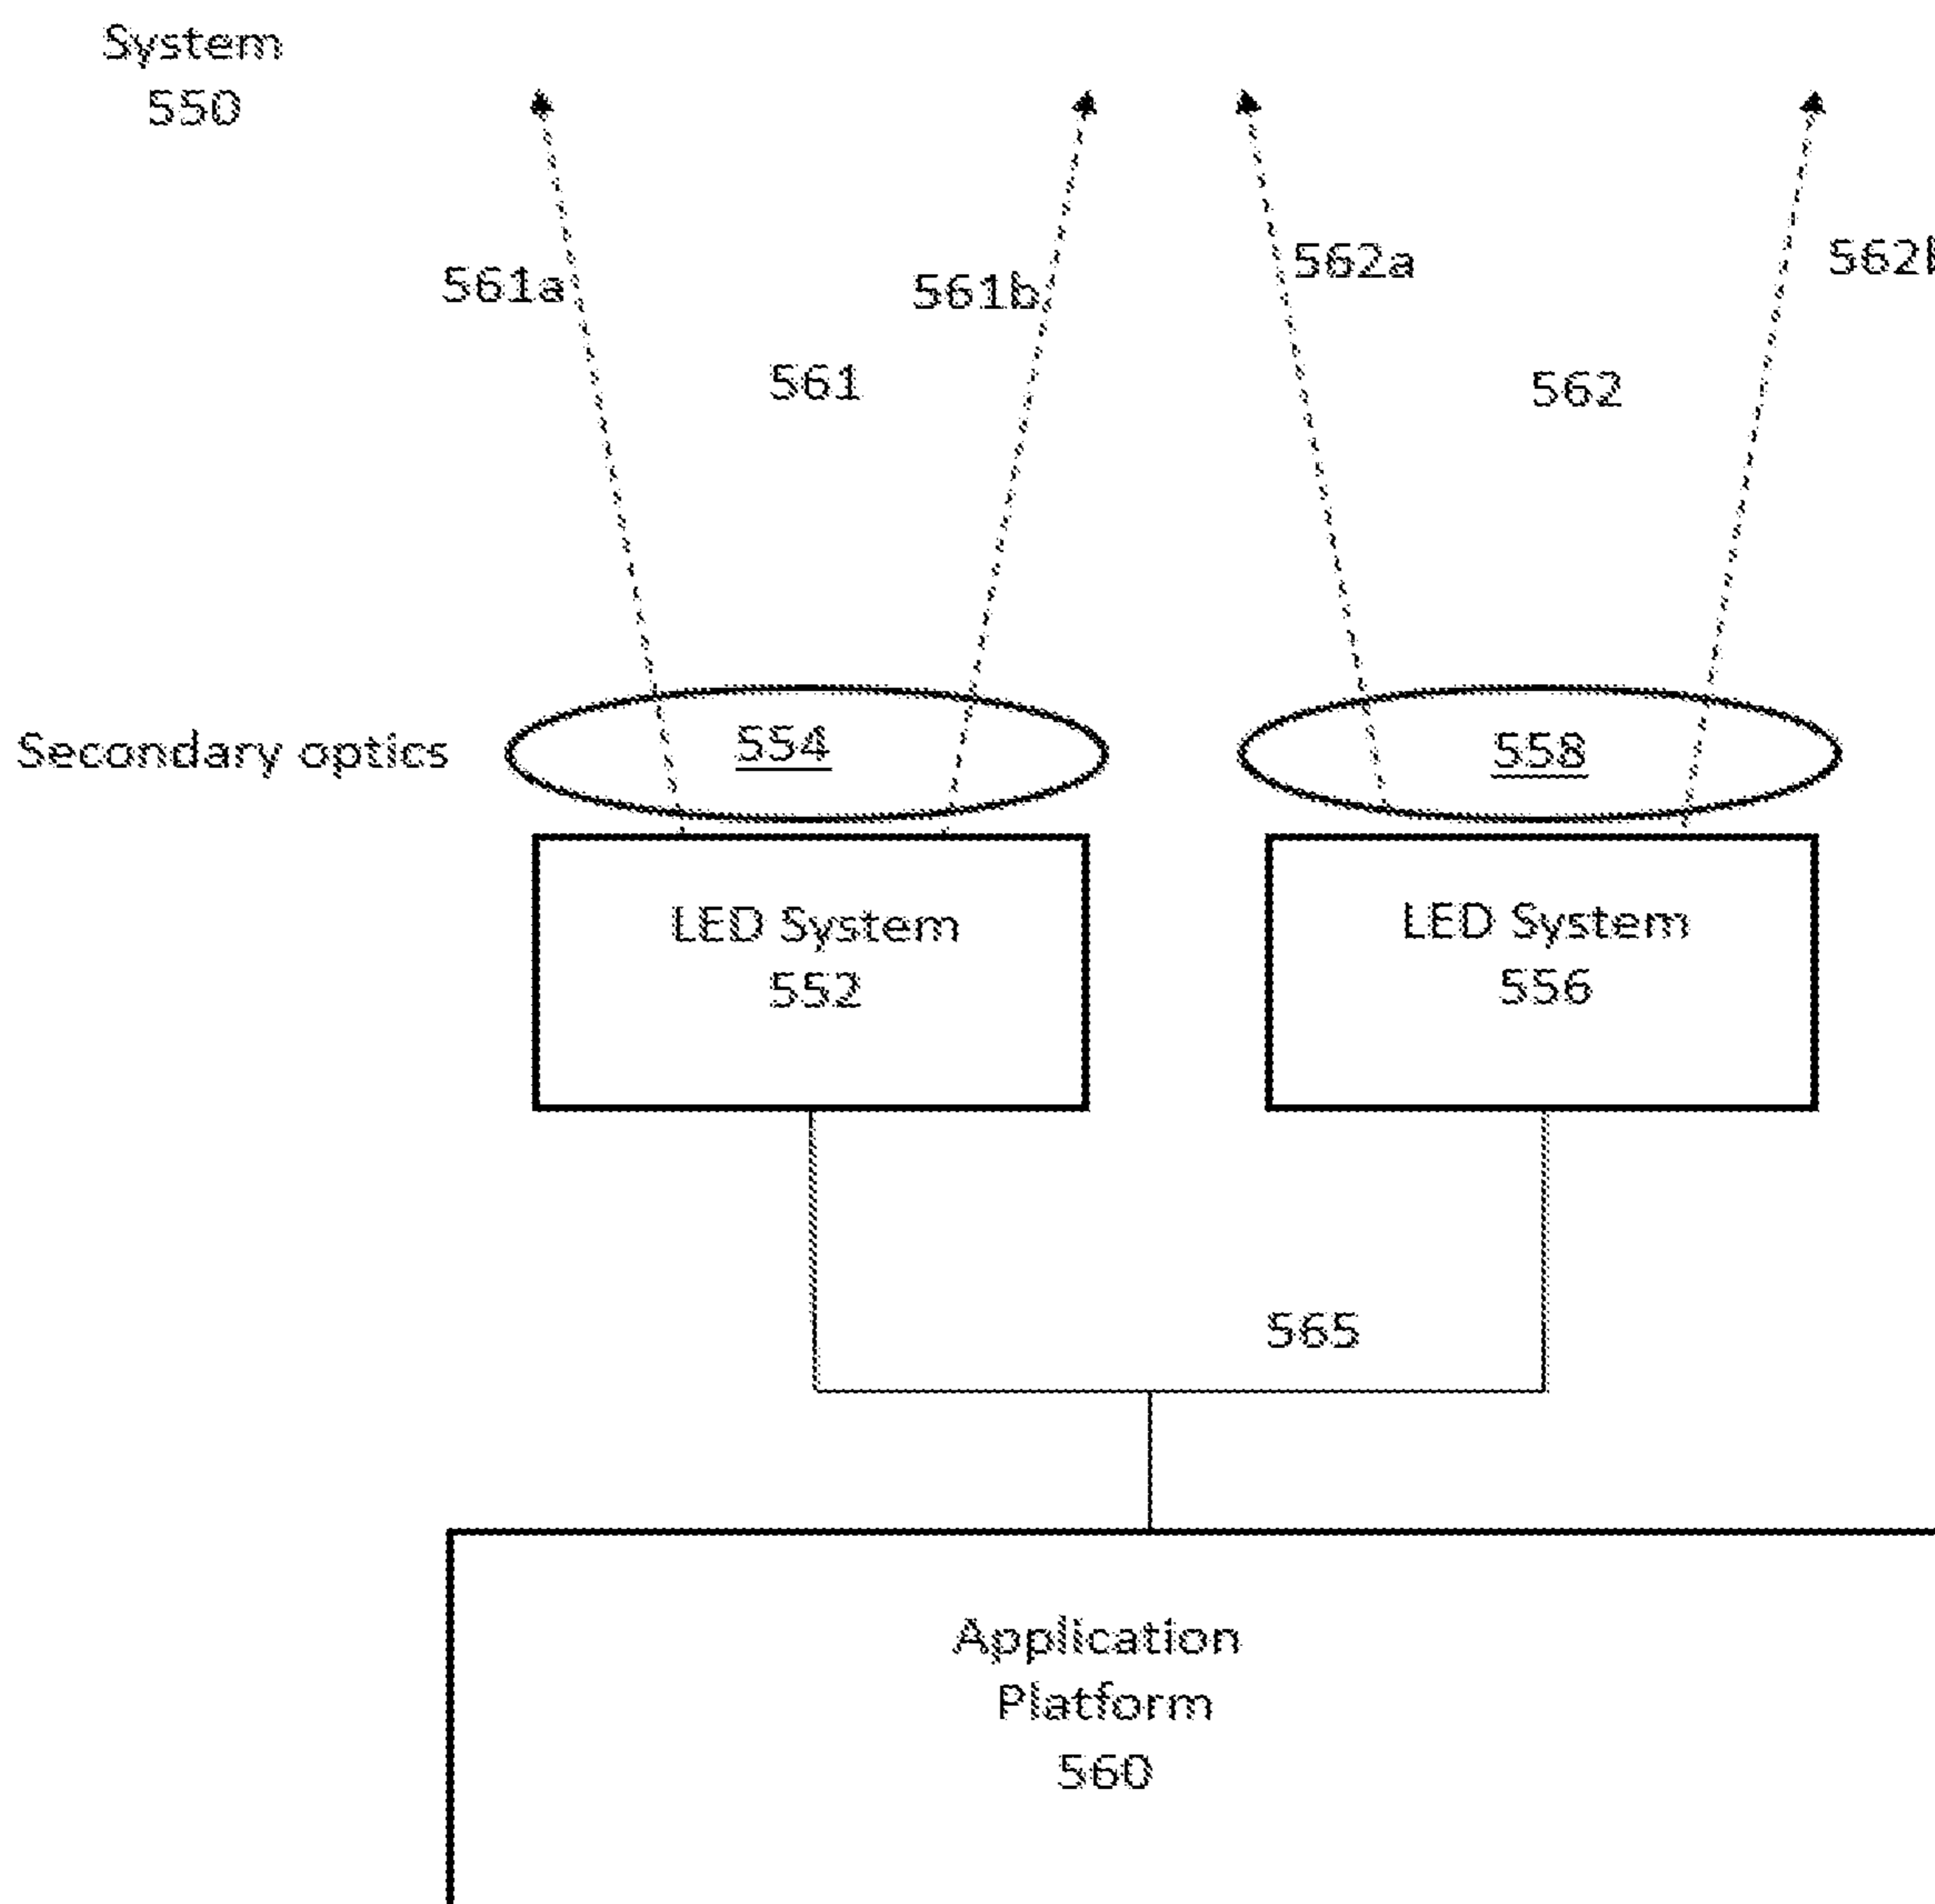 System
550
561a
561b
562a
562b
561
562
Secondary optics
554
558
LED System
552
LED System
556
565
Application
Platform
560